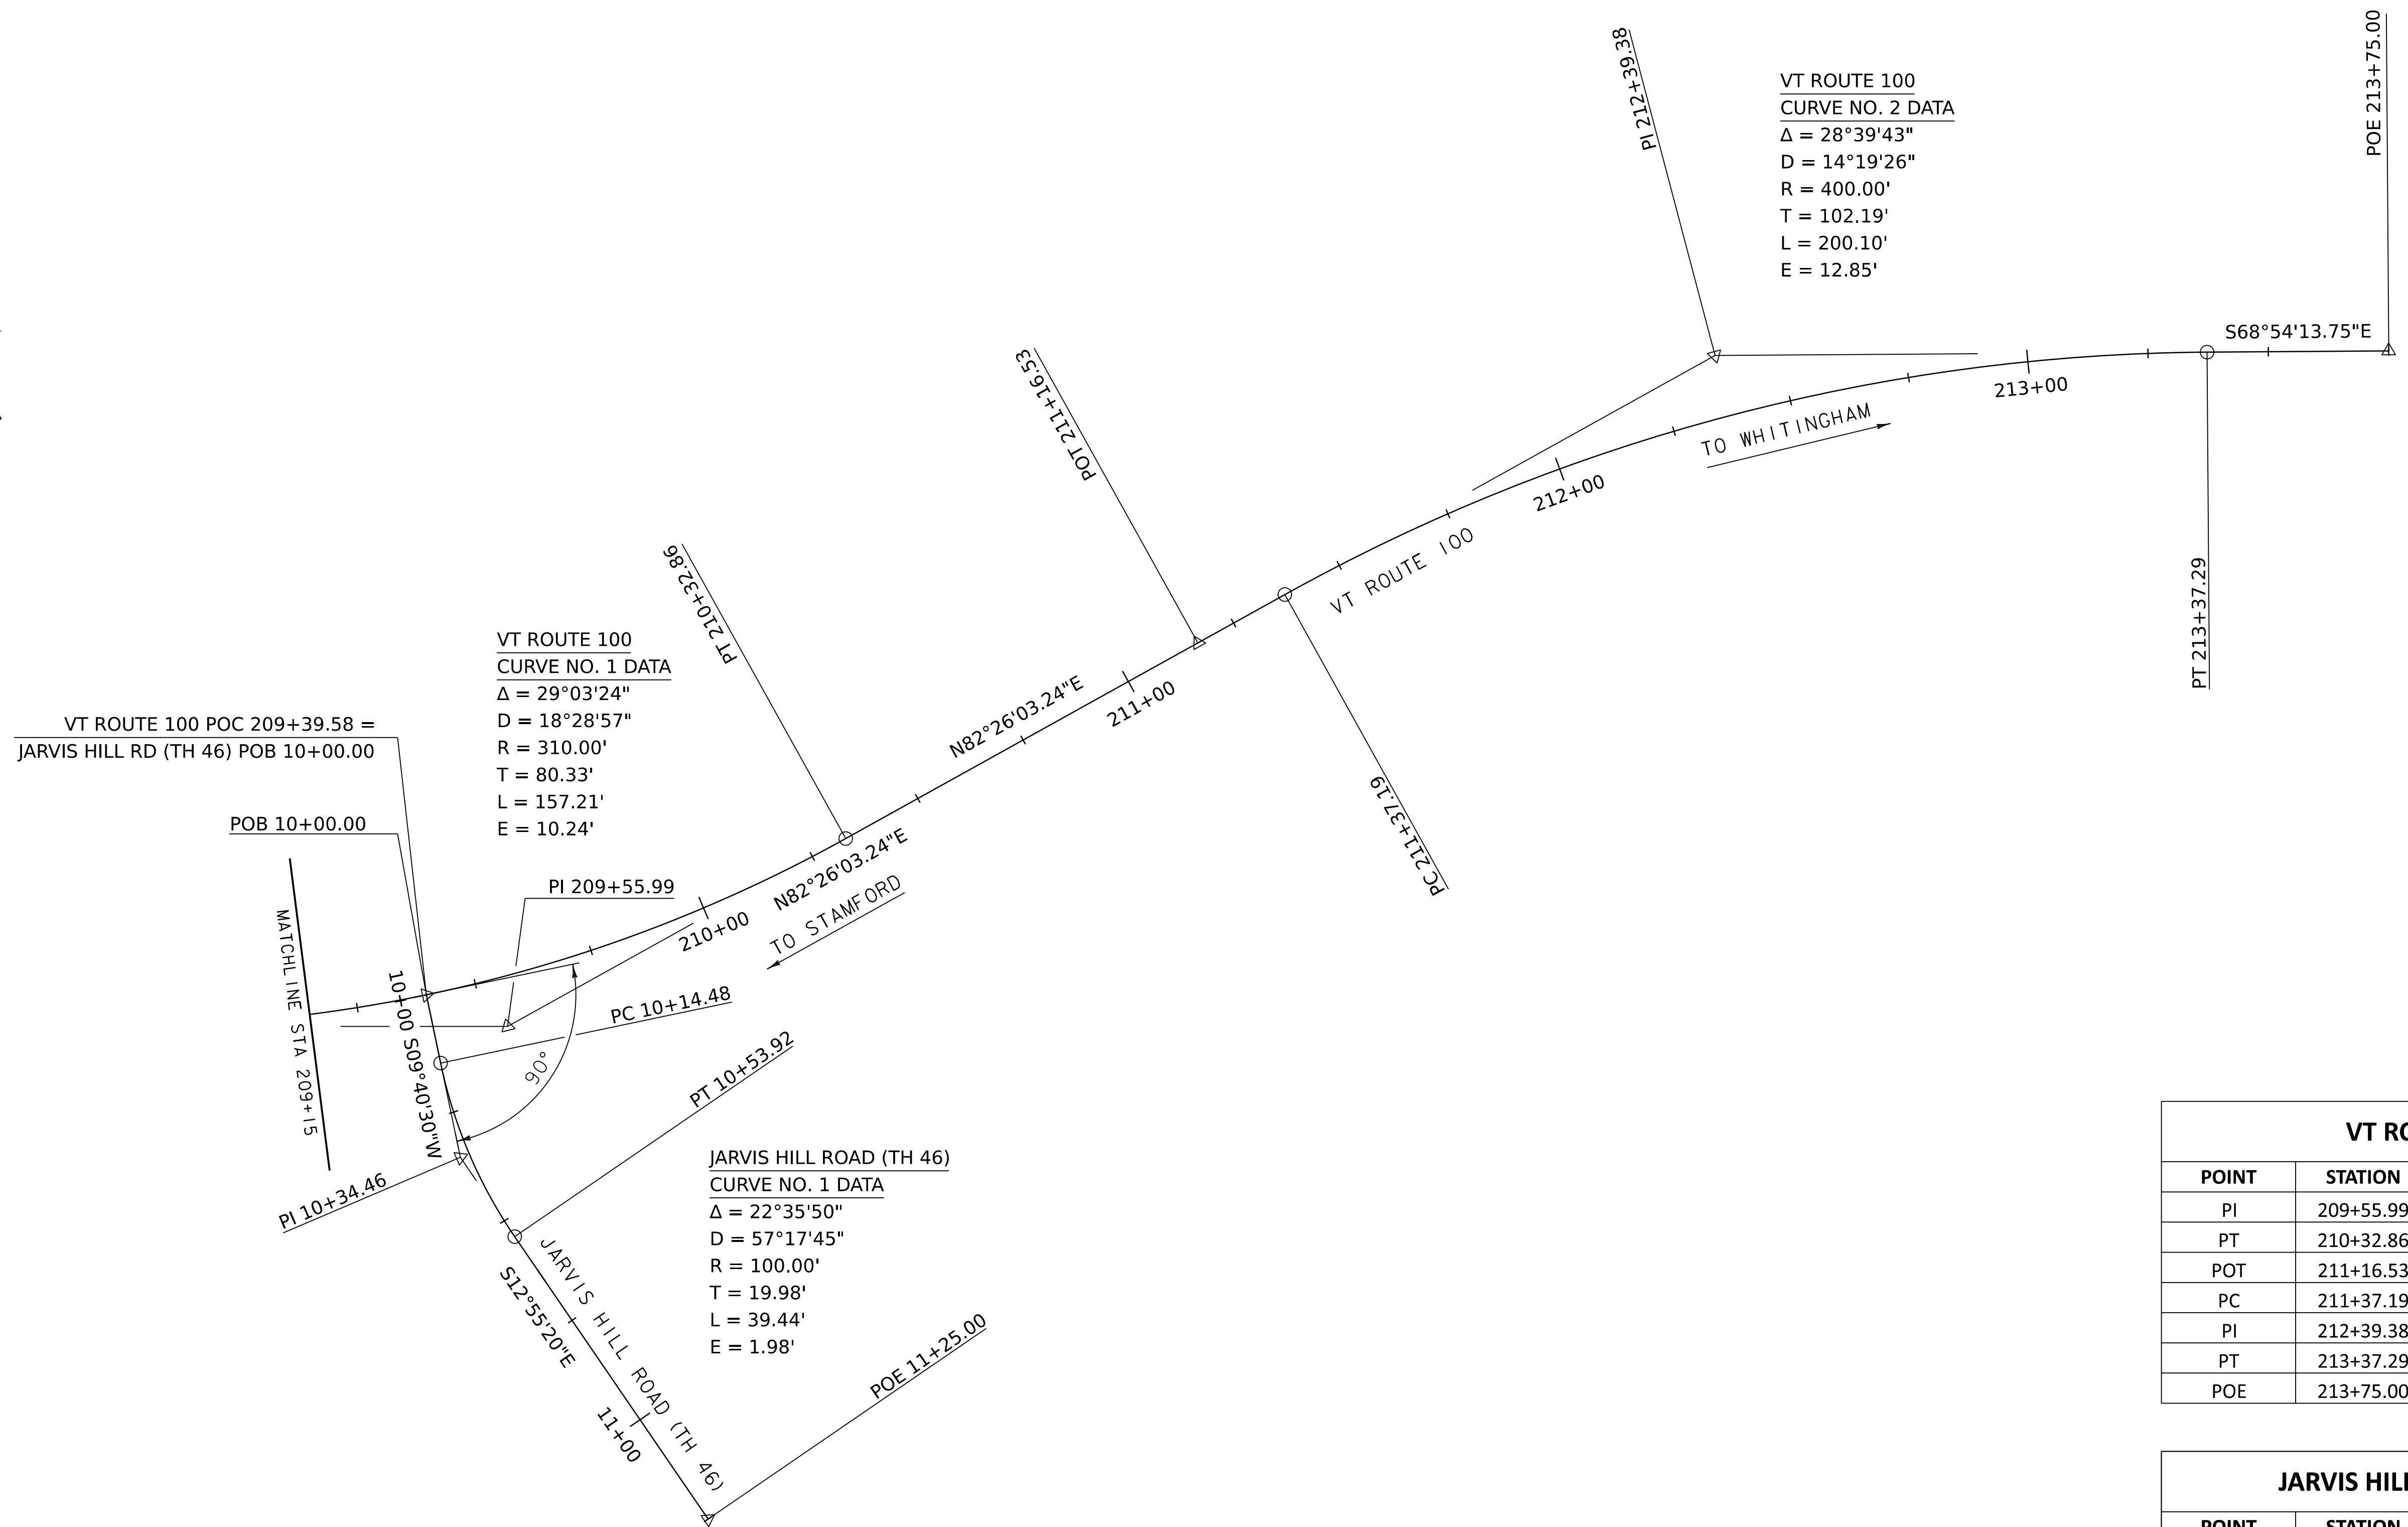 POE 213+75.00
PI 212+39.38
VT ROUTE 100
CURVE NO. 2 DATA
Δ = 28°39'43"
D = 14°19'26"
R = 400.00'
T = 102.19'
L = 200.10'
E = 12.85'
S68°54'13.75"E
POT 211+16.53
213+00
TO WHITINGHAM
212+00
VT ROUTE 100
PT 213+37.29
PT 210+32.86
N82°26'03.24"E
211+00
PC 211+37.19
VT ROUTE 100
CURVE NO. 1 DATA
Δ = 29°03'24"
D = 18°28'57"
R = 310.00'
T = 80.33'
L = 157.21'
E = 10.24'
VT ROUTE 100 POC 209+39.58 =
JARVIS HILL RD (TH 46) POB 10+00.00
POB 10+00.00
PI 209+55.99
N82°26'03.24"E
210+00
TO STAMFORD
MATCHLINE STA 209+15
10+00
S09°40'30"W
PC 10+14.48
90°
PT 10+53.92
PI 10+34.46
JARVIS HILL ROAD (TH 46)
CURVE NO. 1 DATA
Δ = 22°35'50"
D = 57°17'45"
R = 100.00'
T = 19.98'
L = 39.44'
E = 1.98'
JARVIS HILL ROAD (TH 46)
S12°55'20"E
11+00
POE 11+25.00
VT RO
POINT STATION
PI 209+55.99
PT 210+32.86
POT 211+16.53
PC 211+37.19
PI 212+39.38
PT 213+37.29
POE 213+75.00
JARVIS HILL
POINT STATION